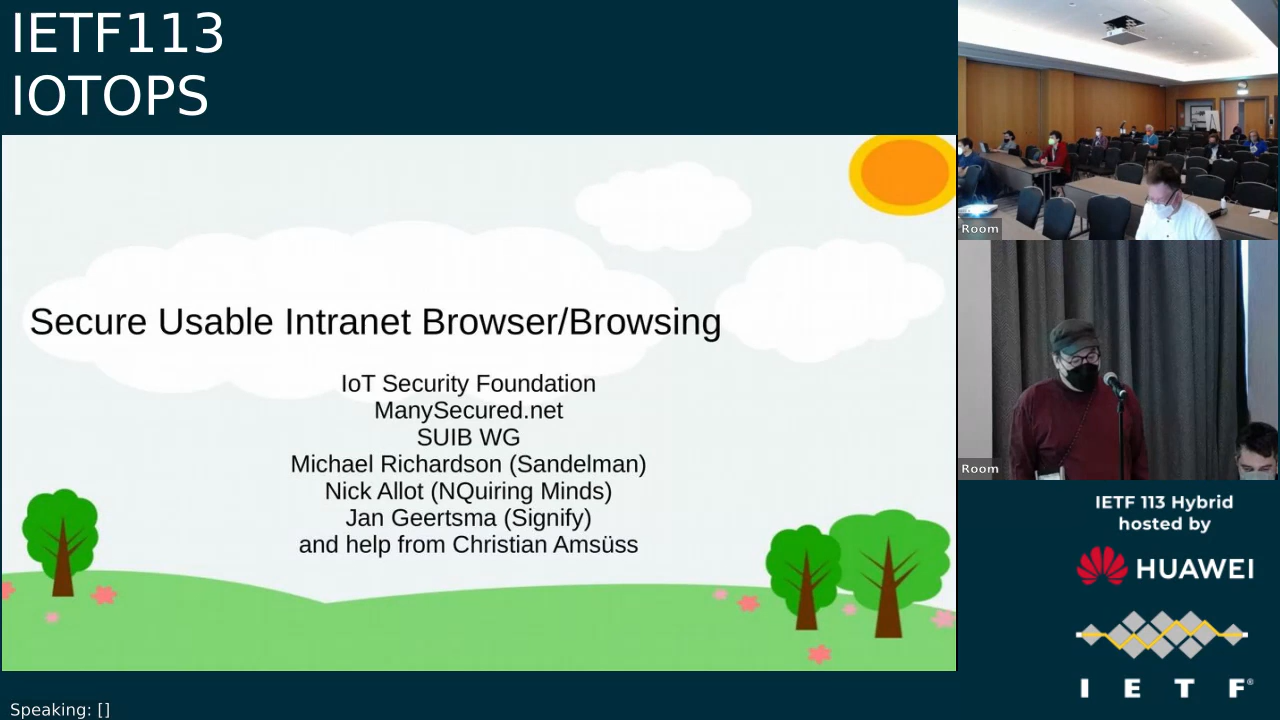 IETF113
IOTOPS
Secure Usable Intranet Browser/Browsing
IoT Security Foundation
ManySecured.net
SUIB WG
Michael Richardson (Sandelman)
Nick Allot (NQuiring Minds)
Jan Geertsma (Signify)
and help from Christian Amsüss
Room
Room
IETF 113 Hybrid
hosted by
HUAWEI
I E T F®
Speaking: []